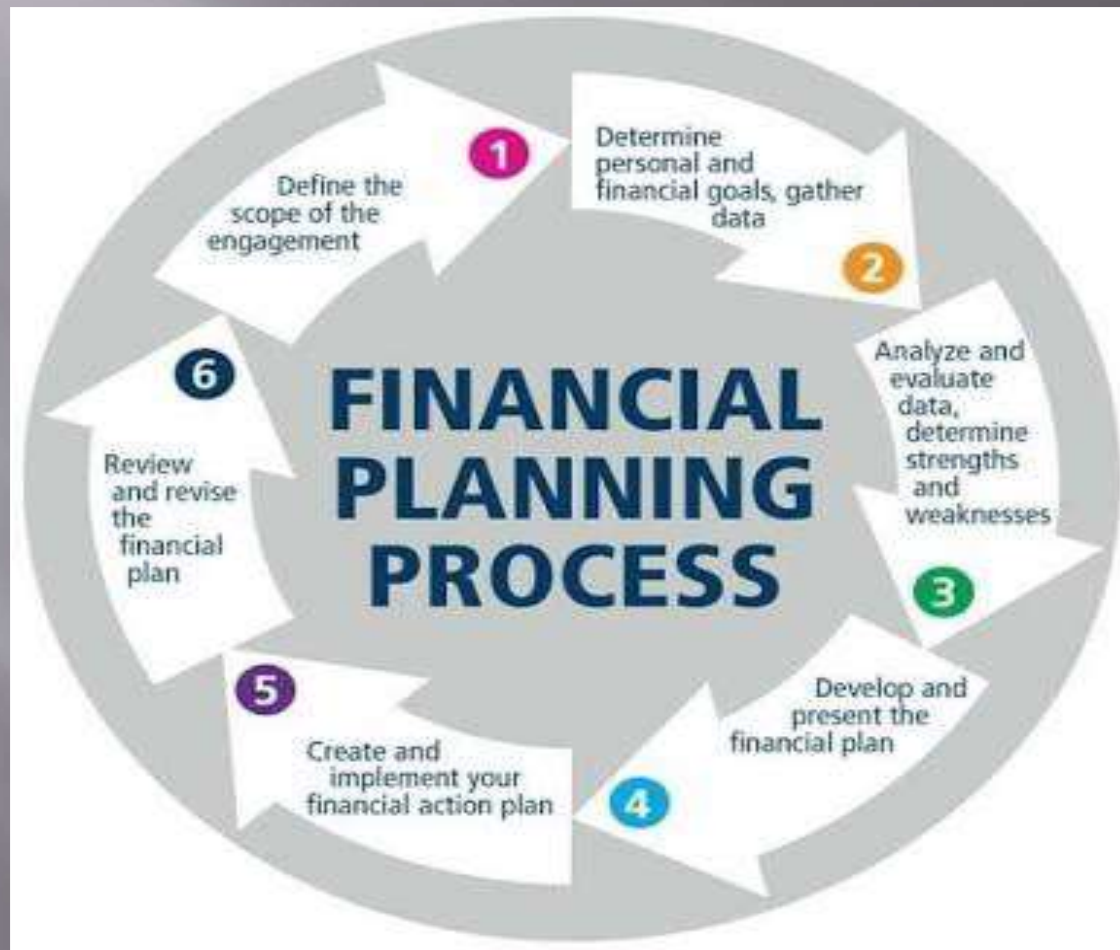 1
Define the
scope of the
engagement
Determine
personal and
financial goals, gather
data
2
Analyze and
evaluate
data,
determine
strengths
and
weaknesses
3
Develop and
present the
financial plan
4
Create and
implement your
financial action plan
5
Review
and revise
the
financial
plan
6
FINANCIAL
PLANNING
PROCESS